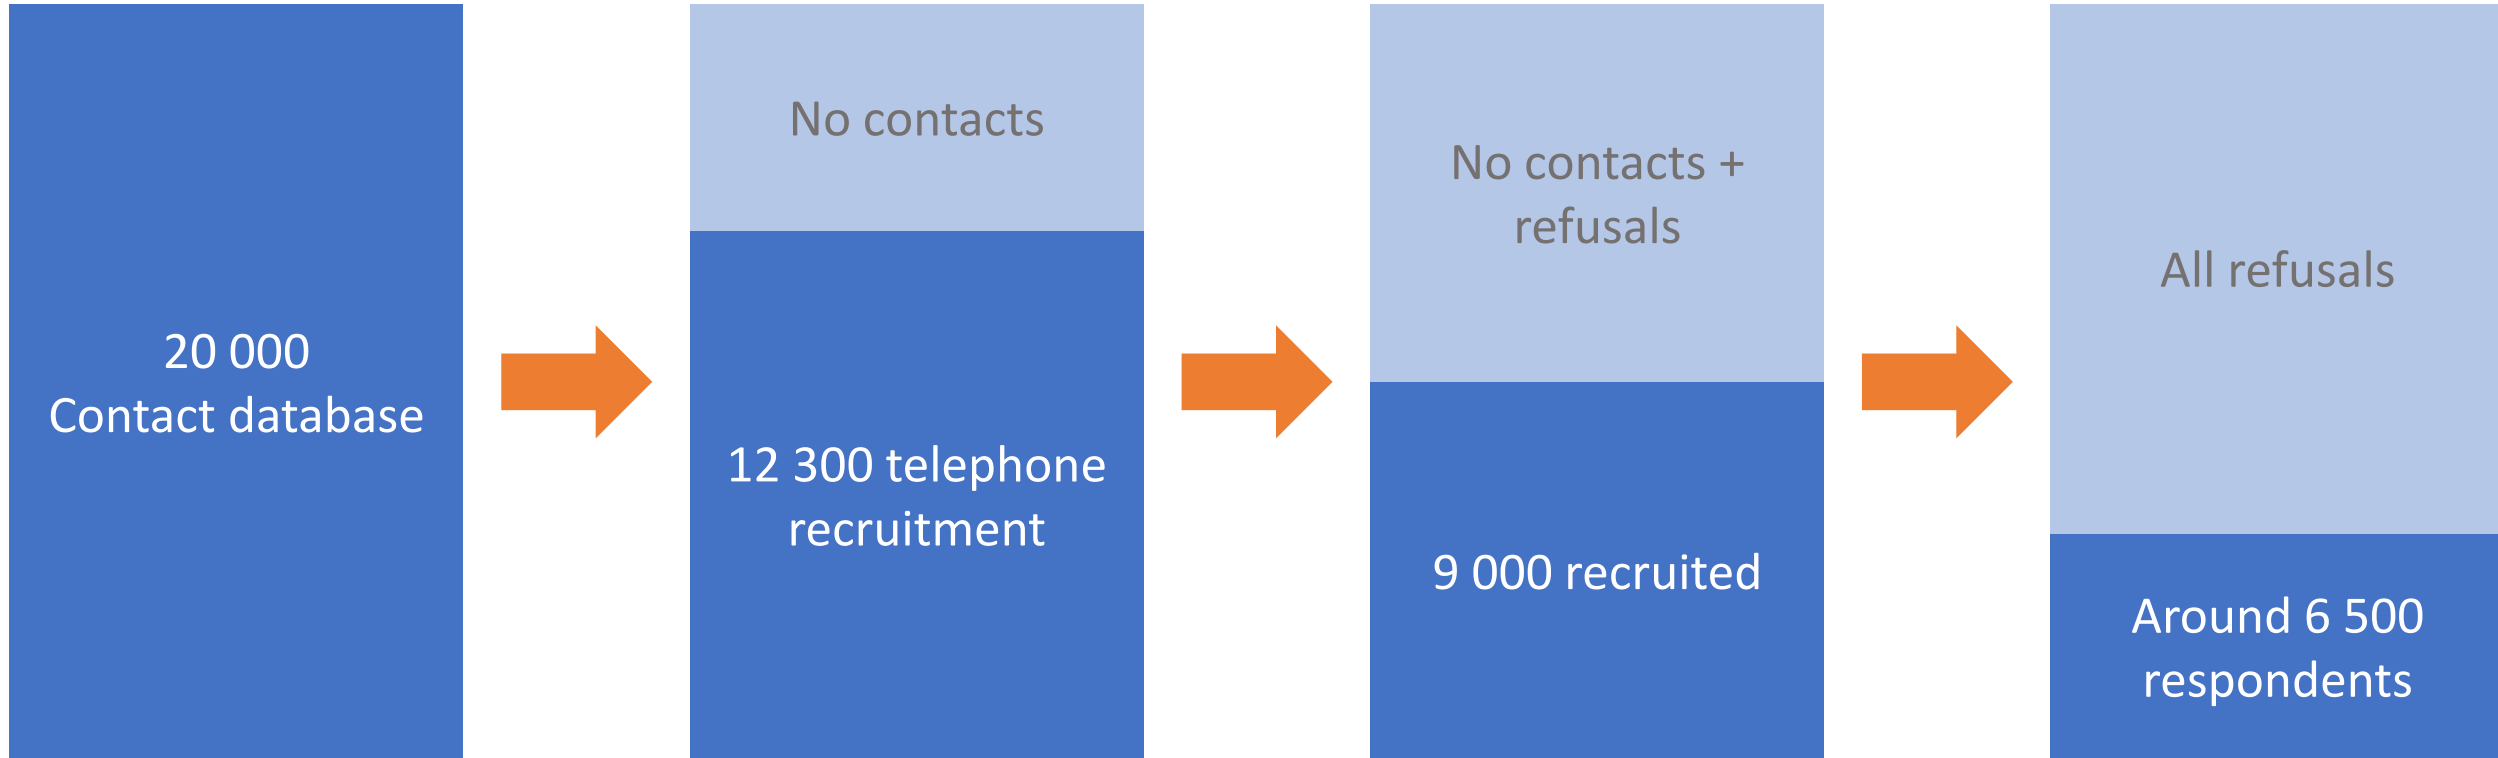 20 000
Contact database
No contacts
12 300 telephone
recruitment
No contacts +
refusals
9 000 recruited
All refusals
Around 6 500
respondents